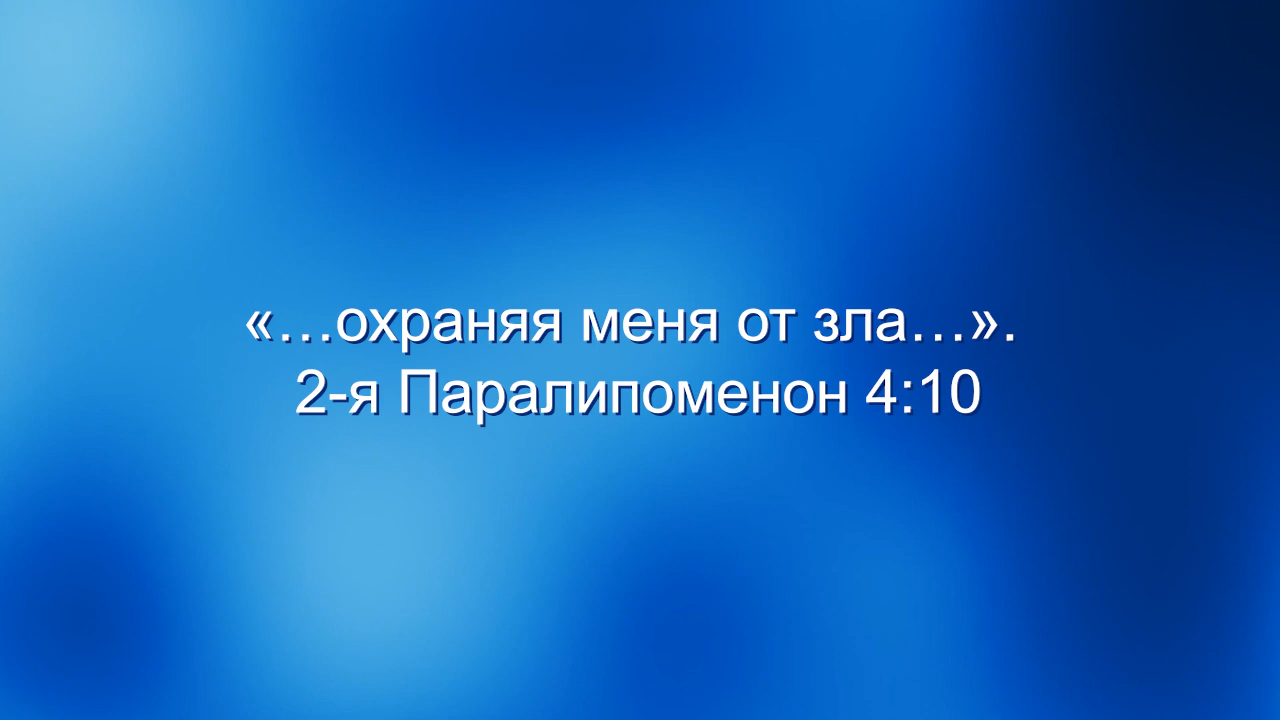 «…охраняя меня от зла…».
2-я Паралипоменон 4:10